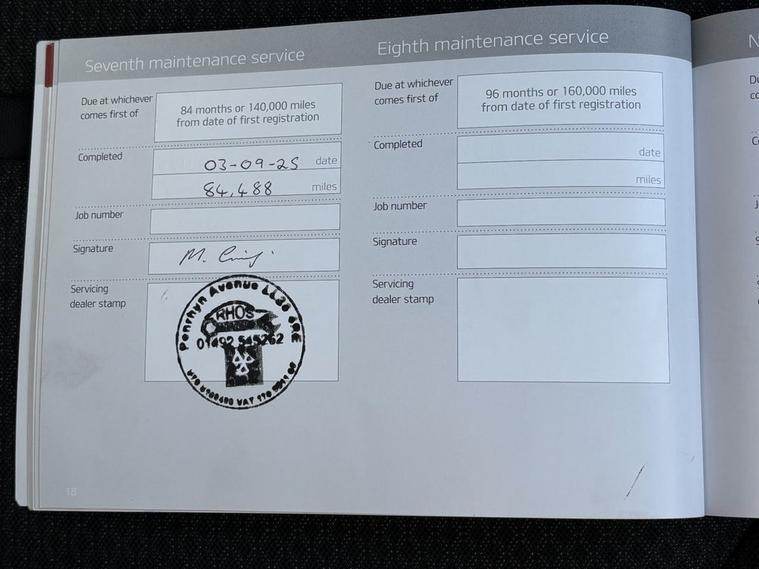 Seventh maintenance service
Due at whichever
comes first of
84 months or 140,000 miles
from date of first registration
Completed
03-09-25 date
84,488 miles
Job number
Signature
M.
Servicing
dealer stamp
Penrhyn Avenue LL28
RHOS
01492 545262
VAT
18
Eighth maintenance service
Due at whichever
comes first of
96 months or 160,000 miles
from date of first registration
Completed
date
miles
Job number
Signature
Servicing
dealer stamp
N